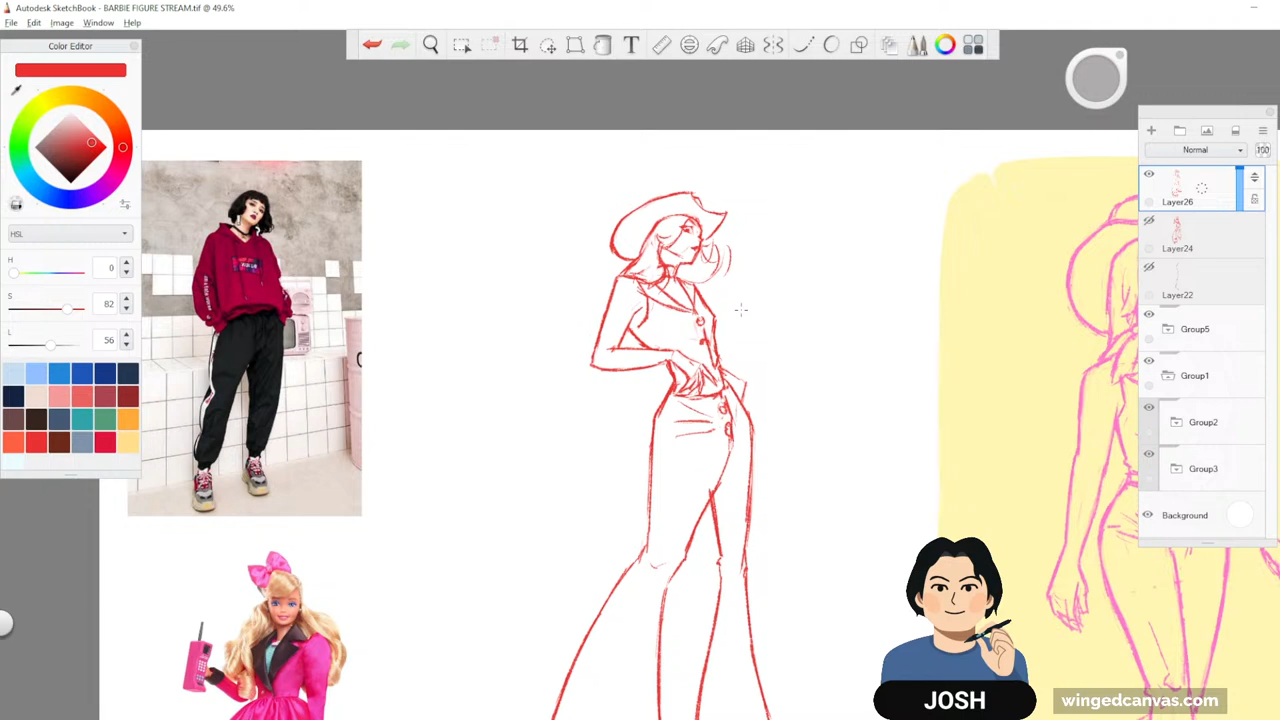 Autodesk SketchBook - BARBIE FIGURE STREAM.tif @ 49.6%
File Edit Image Window Help
Color Editor
HSL
H 0
S 82
L 56
Normal
100
Layer26
Layer24
Layer22
Group5
Group1
Group2
Group3
Background
JOSH
wingedcanvas.com